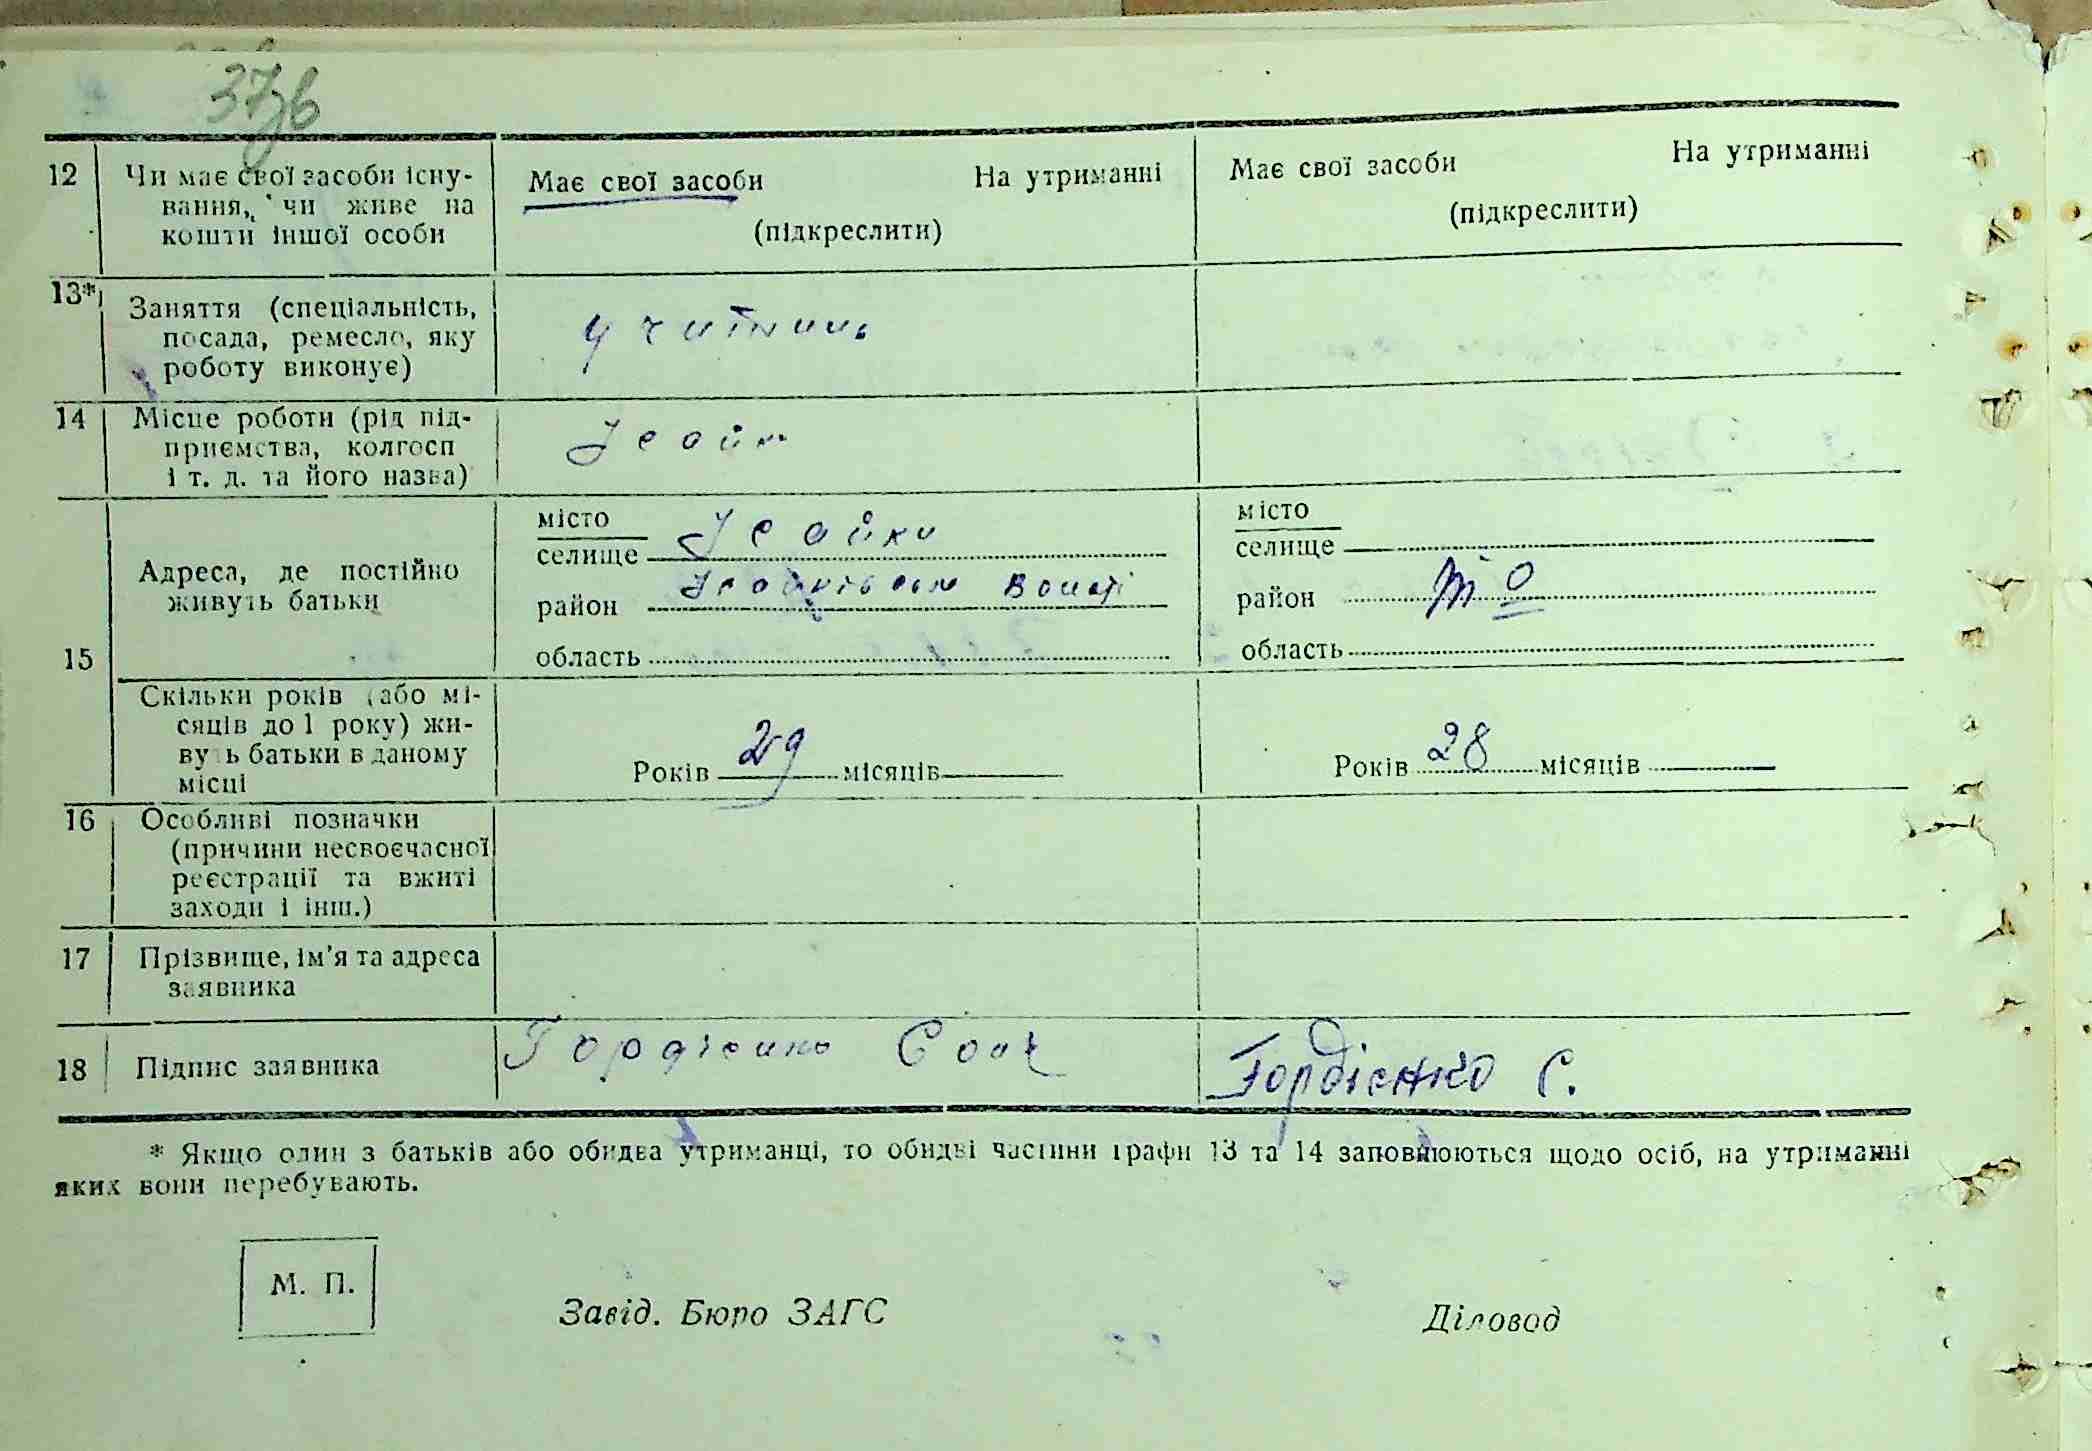 37зв
12 Чи має свої засоби існу- Має свої засоби На утриманні Має свої засоби На утриманні
вання, чи живе на
кошти іншої особи (підкреслити) (підкреслити)
13* Заняття (спеціальність,
посада, ремесло, яку учитель
роботу виконує)
14 Місце роботи (рід під-
приємства, колгосп
і т. д. та його назва)
Адреса, де постійно місто місто
живуть батьки селище селище
район район то
15 область область
Скільки років (або мі-
сяців до 1 року) жи-
вуть батьки в даному Років 29 місяців Років 28 місяців
місці
16 Особливі позначки
(причини несвоєчасної
реєстрації та вжиті
заходи і інш.)
17 Прізвище, ім'я та адреса
заявника
18 Підпис заявника Гордієнко Гордієнко С.
* Якщо один з батьків або обидва утриманці, то обидві частини графи 13 та 14 заповнюються щодо осіб, на утриманні
яких вони перебувають.
М. П.
Завід. Бюро ЗАГС Діловод